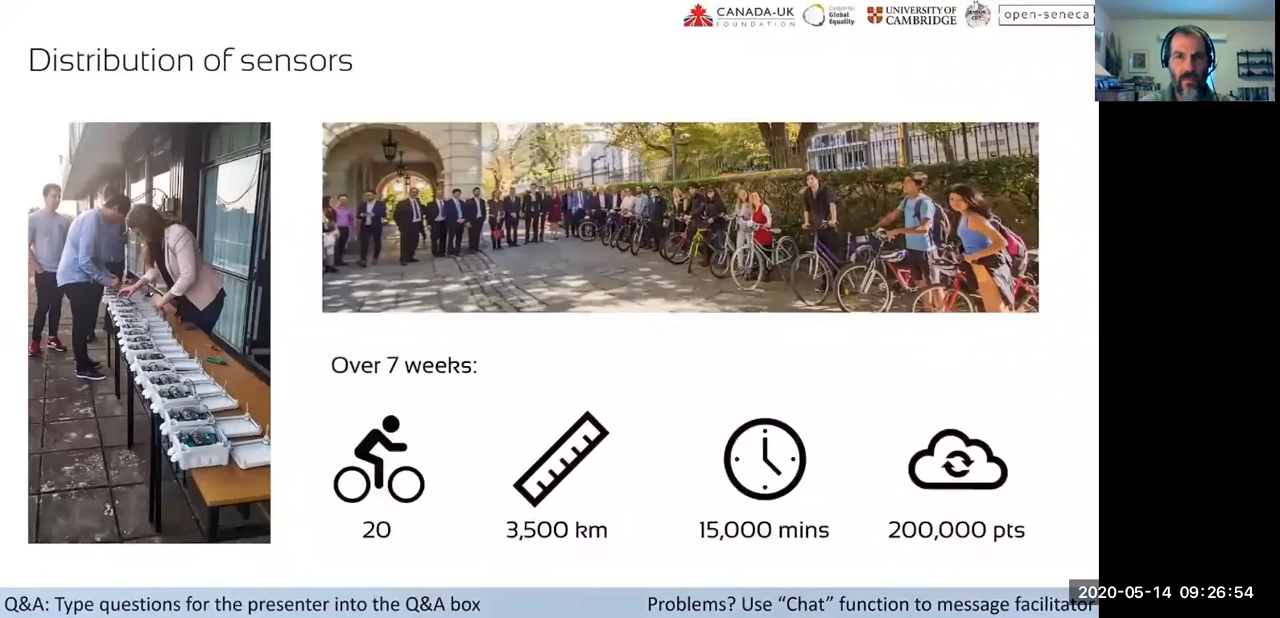 CANADA-UK
FOUNDATION
Centre for
Global
Equality
UNIVERSITY OF
CAMBRIDGE
open-seneca
Distribution of sensors
Over 7 weeks:
20
3,500 km
15,000 mins
200,000 pts
Q&A: Type questions for the presenter into the Q&A box
Problems? Use “Chat” function to message facilitator
2020-05-14 09:26:54